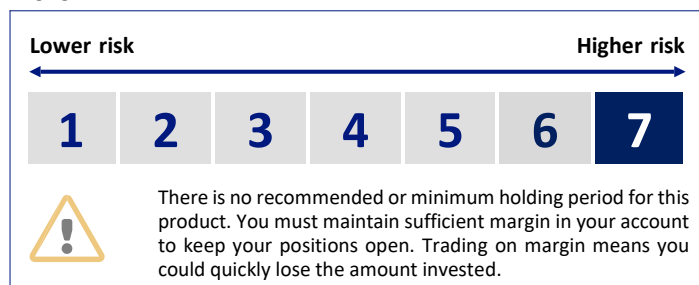 Lower risk Higher risk
1 2 3 4 5 6 7
There is no recommended or minimum holding period for this
product. You must maintain sufficient margin in your account
to keep your positions open. Trading on margin means you
could quickly lose the amount invested.